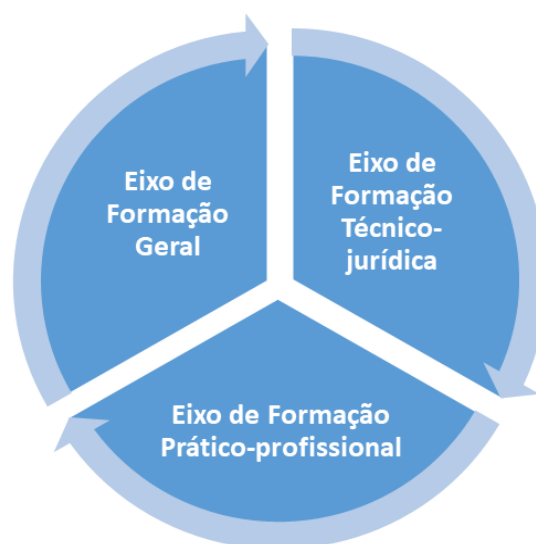 Eixo de
Formação
Geral
Eixo de
Formação
Técnico-
jurídica
Eixo de Formação
Prático-profissional